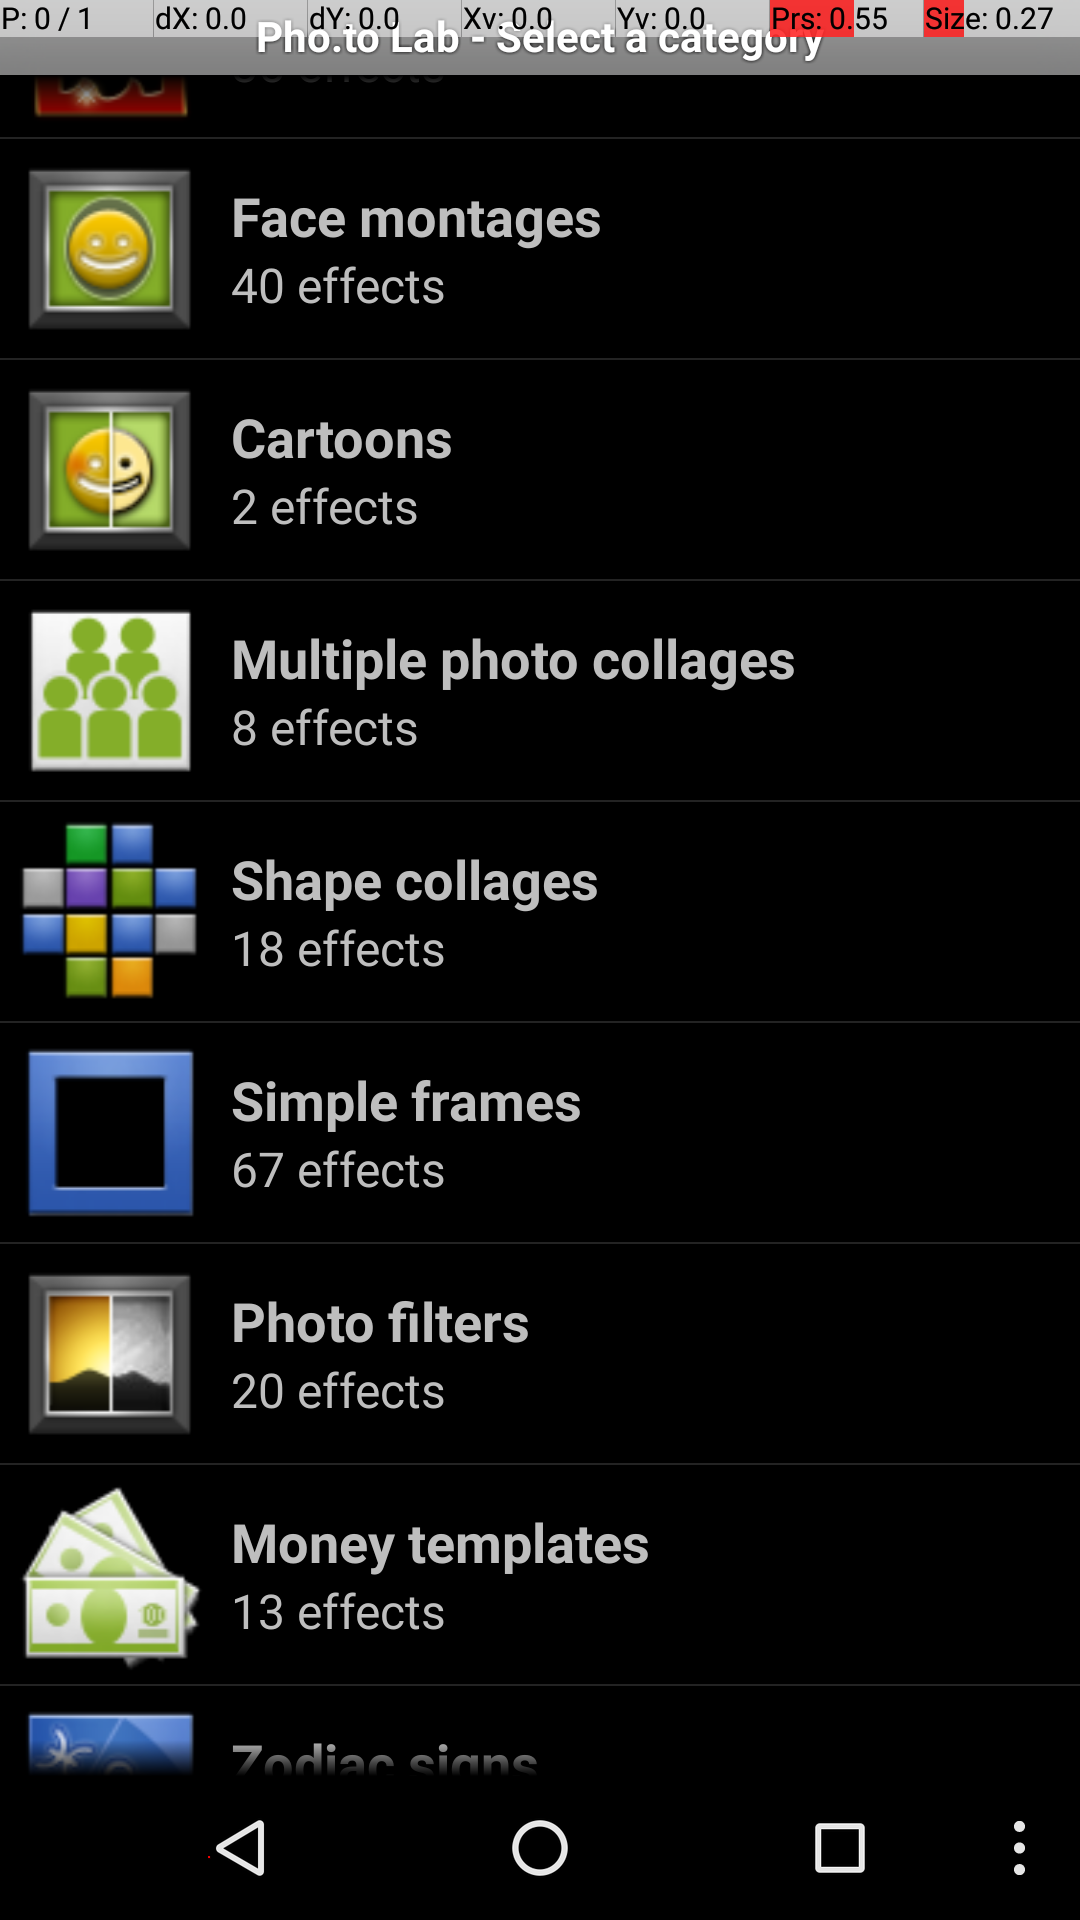 P: 0 / 1 dX: 0.0 dY: 0.0 Xv: 0.0 Yv: 0.0 Prs: 0.55 Size: 0.27
Pho.to Lab - Select a category
effects
Face montages
40 effects
Cartoons
2 effects
Multiple photo collages
8 effects
Shape collages
18 effects
Simple frames
67 effects
Photo filters
20 effects
Money templates
13 effects
Zodiac signs